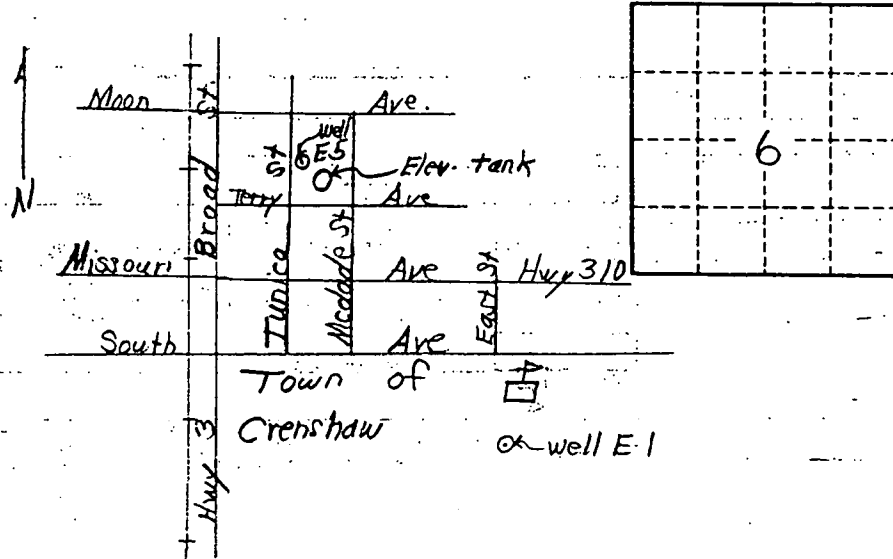 Moon Ave.
Broad St.
well
E5
Elev. tank
St
Terry Ave
N
Missouri Ave Hwy 310
Tunica
Mcdade St
East St
South Ave
Town of
Crenshaw
Hwy 3
well E-1
6